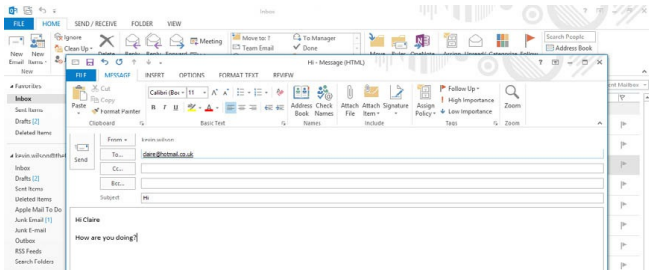 Inbox
FILE HOME SEND / RECEIVE FOLDER VIEW
Ignore
Clean Up
Meeting
Move to: ?
To Manager
Team Email
Done
Search People
Address Book
New New
Email Items
New
Hi - Message (HTML)
FILE MESSAGE INSERT OPTIONS FORMAT TEXT REVIEW
Cut
Copy
Format Painter
Paste
Clipboard
Calibri (Boc 11
B I U
Basic Text
Address Check
Book Names
Names
Attach Attach Signature
File Item
Include
Assign
Policy
Follow Up
High Importance
Low Importance
Tags
Zoom
Zoom
Favorites
Inbox
Sent Items
Drafts [2]
Deleted Items
Inbox
Drafts [2]
Sent Items
Deleted Items
Apple Mail To Do
Junk Email [1]
Junk E-mail
Outbox
RSS Feeds
Search Folders
Send
From
To...
claire@hotmail.co.uk
Cc...
Bcc...
Subject
Hi
Hi Claire
How are you doing?